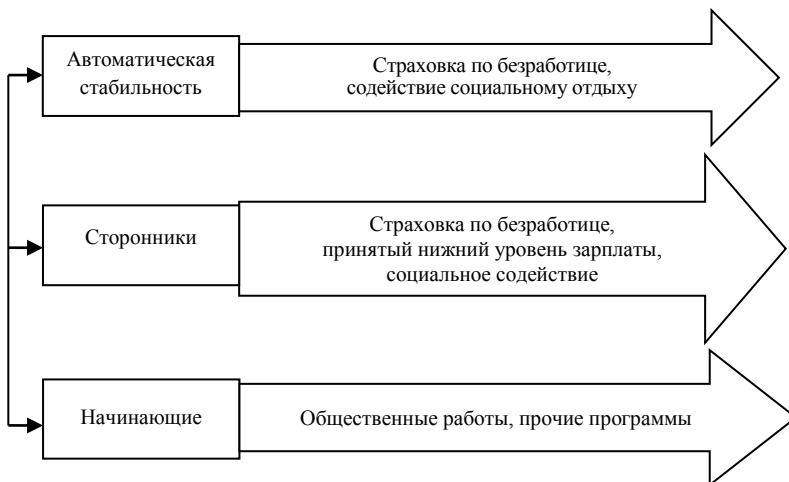 Автоматическая
стабильность
Страховка по безработице,
содействие социальному отдыху
Сторонники
Страховка по безработице,
принятый нижний уровень зарплаты,
социальное содействие
Начинающие
Общественные работы, прочие программы